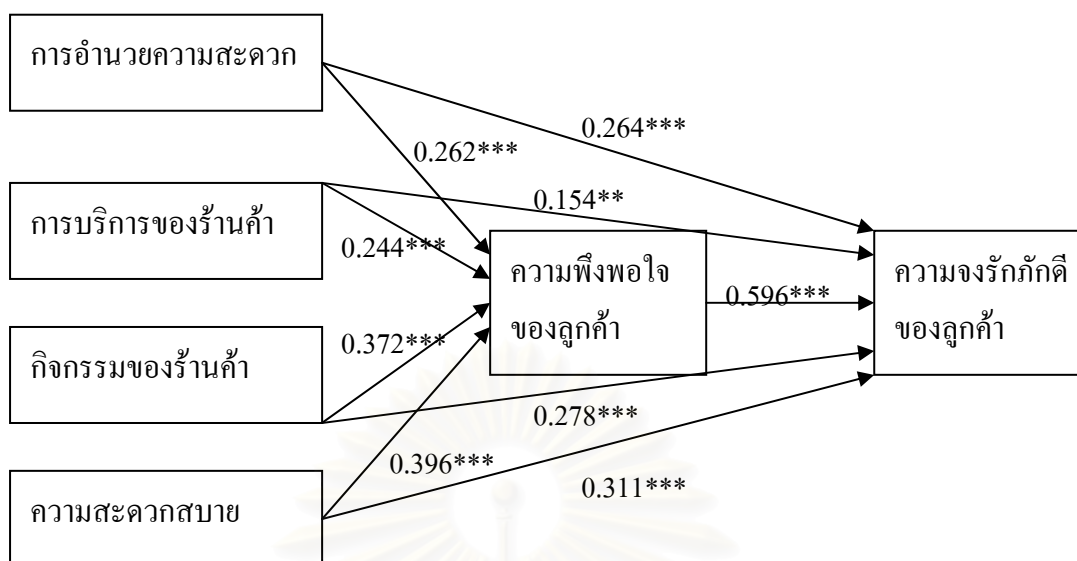 การอำนวยความสะดวก
0.264***
0.262***
การบริการของร้านค้า
0.154**
0.244***
ความพึงพอใจ
ของลูกค้า
0.596***
ความจงรักภักดี
ของลูกค้า
กิจกรรมของร้านค้า
0.372***
0.278***
0.396***
0.311***
ความสะดวกสบาย